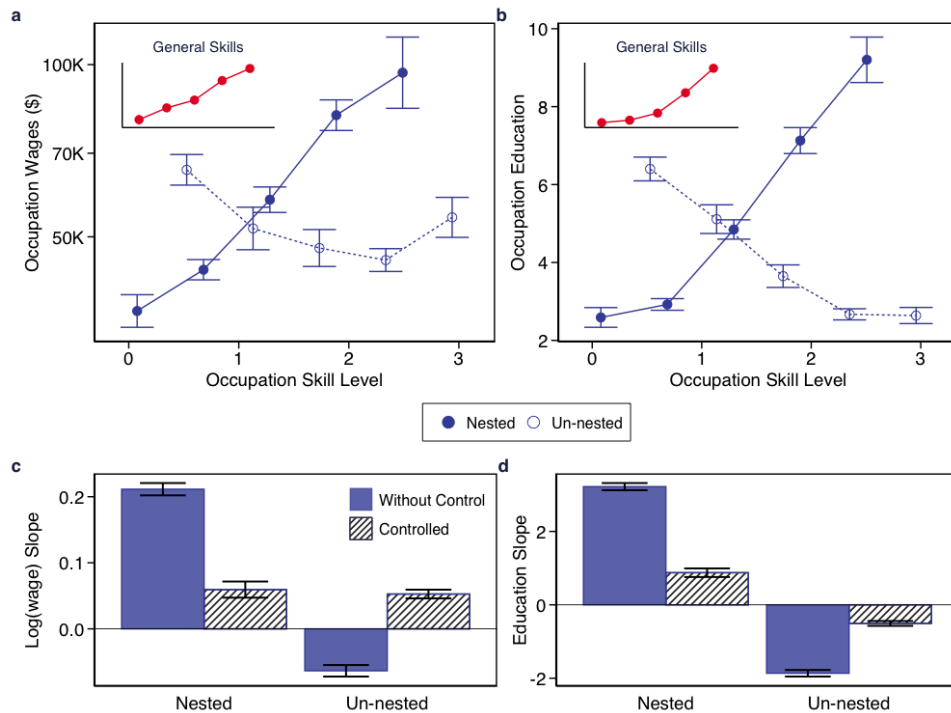 a
General Skills
Occupation Wages ($)
100K
70K
50K
0 1 2 3
Occupation Skill Level
b
General Skills
Occupation Education
10
8
6
4
2
0 1 2 3
Occupation Skill Level
Nested Un-nested
c
Log(wage) Slope
0.2
0.1
0.0
Without Control
Controlled
Nested Un-nested
d
Education Slope
2
0
-2
Nested Un-nested